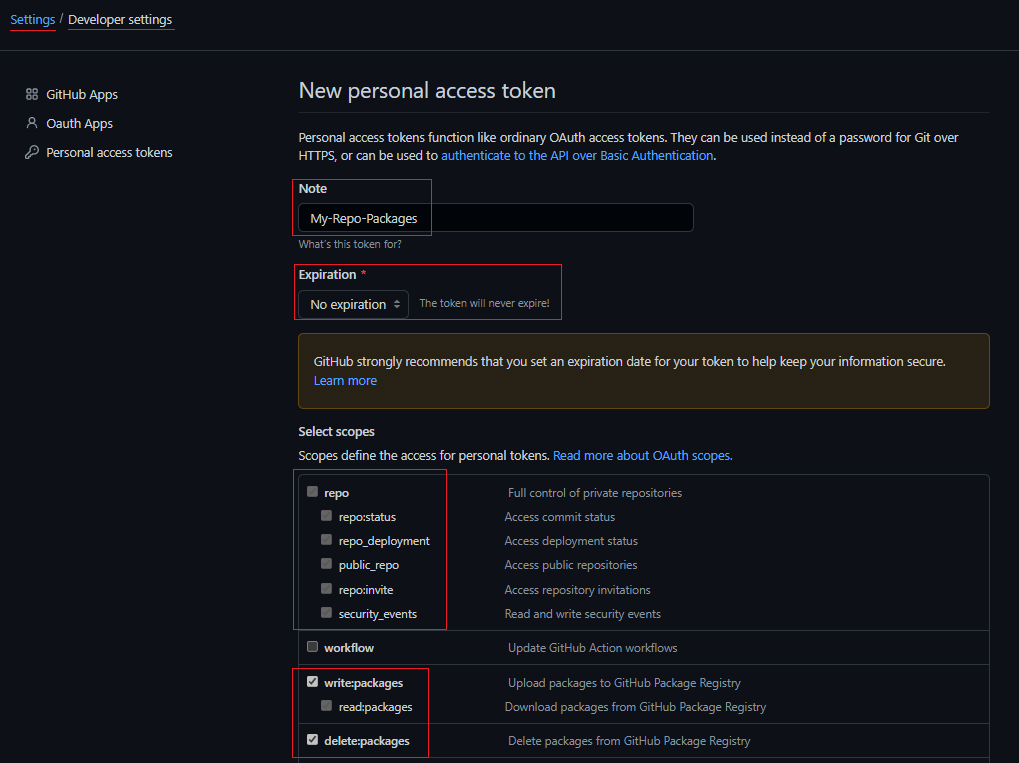 Settings / Developer settings
GitHub Apps
Oauth Apps
Personal access tokens
New personal access token
Personal access tokens function like ordinary OAuth access tokens. They can be used instead of a password for Git over
HTTPS, or can be used to authenticate to the API over Basic Authentication.
Note
My-Repo-Packages
What's this token for?
Expiration *
No expiration The token will never expire!
GitHub strongly recommends that you set an expiration date for your token to help keep your information secure.
Learn more
Select scopes
Scopes define the access for personal tokens. Read more about OAuth scopes.
repo Full control of private repositories
repo:status Access commit status
repo_deployment Access deployment status
public_repo Access public repositories
repo:invite Access repository invitations
security_events Read and write security events
workflow Update GitHub Action workflows
write:packages Upload packages to GitHub Package Registry
read:packages Download packages from GitHub Package Registry
delete:packages Delete packages from GitHub Package Registry